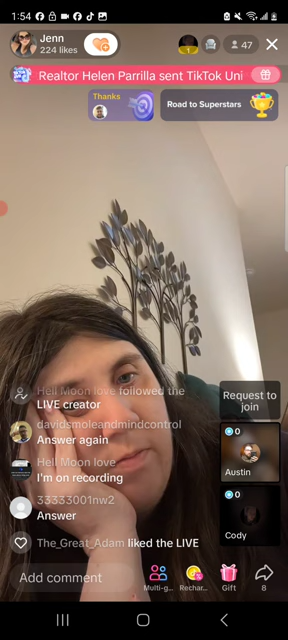 1:54
Jenn
224 likes
1
47
Realtor Helen Parrilla sent TikTok Uni
Thanks
Road to Superstars
Hell Moon love followed the
LIVE creator
Request to
join
davidsmoleandmindcontrol
Answer again
0
Austin
Hell Moon love
I'm on recording
33333001nw2
Answer
0
Cody
The_Great_Adam liked the LIVE
Add comment
Multi-g...
Rechar...
Gift
8